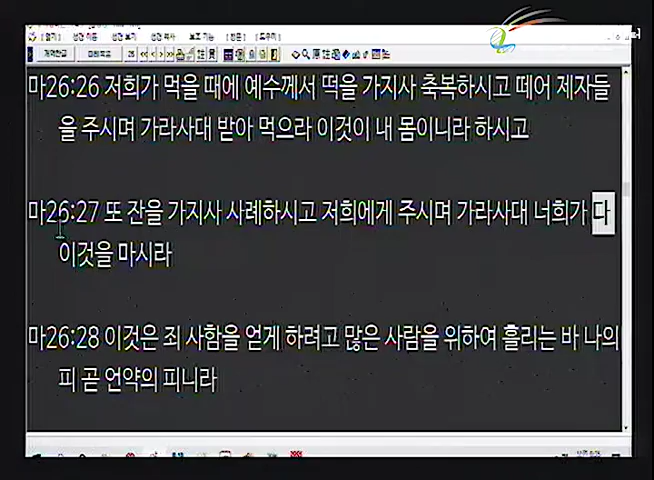 마26:26 저희가 먹을 때에 예수께서 떡을 가지사 축복하시고 떼어 제자들
을 주시며 가라사대 받아 먹으라 이것이 내 몸이니라 하시고
마26:27 또 잔을 가지사 사례하시고 저희에게 주시며 가라사대 너희가 다
이것을 마시라
마26:28 이것은 죄 사함을 얻게 하려고 많은 사람을 위하여 흘리는 바 나의
피 곧 언약의 피니라